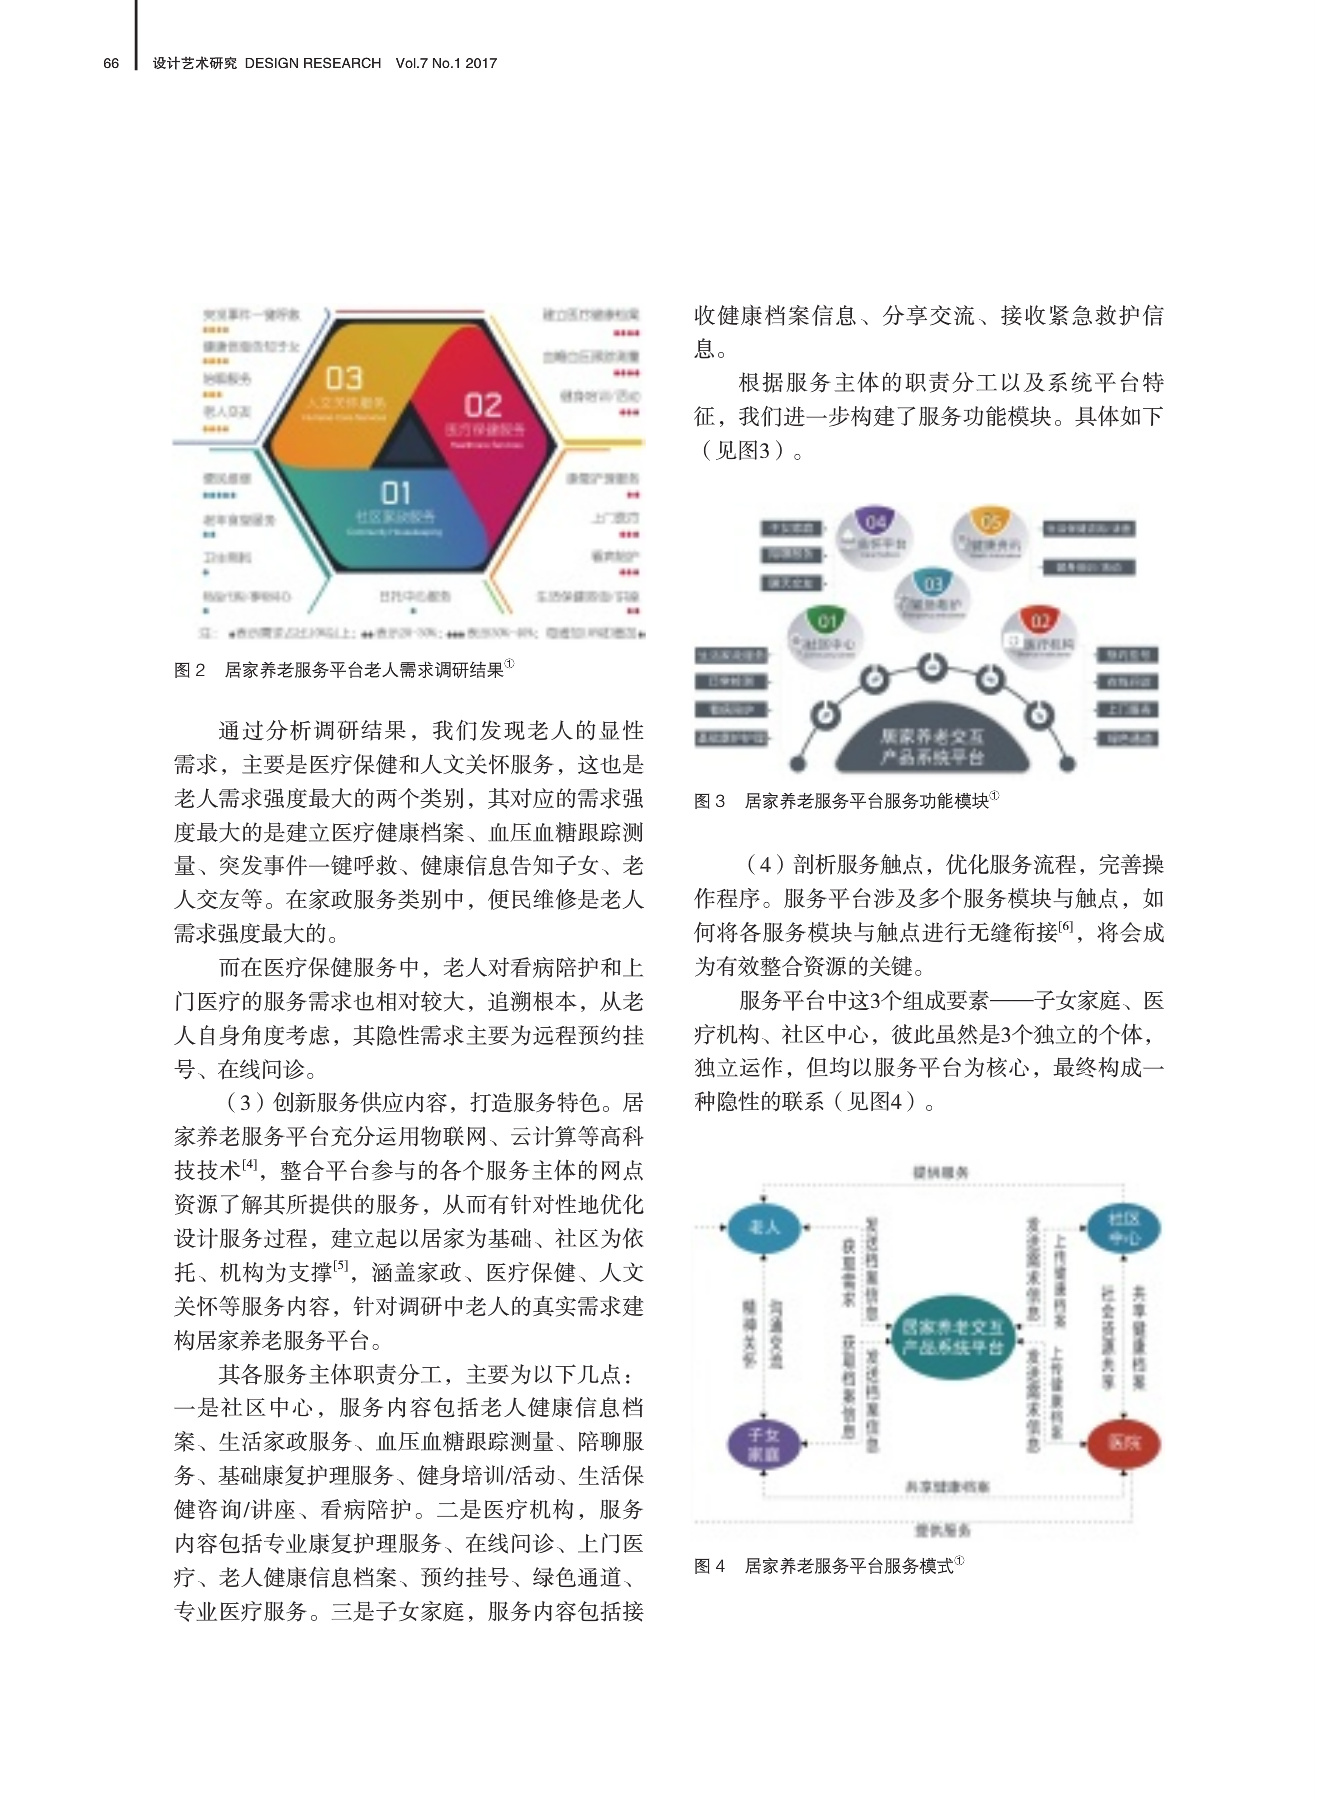 66 设计艺术研究 DESIGN RESEARCH Vol.7 No.1 2017
突发事件一键呼救
健康信息告知子女
老人交友
建立医疗健康档案
血糖血压跟踪测量
健身培训/活动
03
人文关怀服务
02
医疗保健服务
01
社区家政服务
便民维修
老年食堂服务
日托中心服务
康复护理服务
上门医疗
看病陪护
图 2 居家养老服务平台老人需求调研结果①
通过分析调研结果，我们发现老人的显性
需求，主要是医疗保健和人文关怀服务，这也是
老人需求强度最大的两个类别，其对应的需求强
度最大的是建立医疗健康档案、血压血糖跟踪测
量、突发事件一键呼救、健康信息告知子女、老
人交友等。在家政服务类别中，便民维修是老人
需求强度最大的。
而在医疗保健服务中，老人对看病陪护和上
门医疗的服务需求也相对较大，追溯根本，从老
人自身角度考虑，其隐性需求主要为远程预约挂
号、在线问诊。
（3）创新服务供应内容，打造服务特色。居
家养老服务平台充分运用物联网、云计算等高科
技技术[4]，整合平台参与的各个服务主体的网点
资源了解其所提供的服务，从而有针对性地优化
设计服务过程，建立起以居家为基础、社区为依
托、机构为支撑[5]，涵盖家政、医疗保健、人文
关怀等服务内容，针对调研中老人的真实需求建
构居家养老服务平台。
其各服务主体职责分工，主要为以下几点：
一是社区中心，服务内容包括老人健康信息档
案、生活家政服务、血压血糖跟踪测量、陪聊服
务、基础康复护理服务、健身培训/活动、生活保
健咨询/讲座、看病陪护。二是医疗机构，服务
内容包括专业康复护理服务、在线问诊、上门医
疗、老人健康信息档案、预约挂号、绿色通道、
专业医疗服务。三是子女家庭，服务内容包括接
收健康档案信息、分享交流、接收紧急救护信
息。
根据服务主体的职责分工以及系统平台特
征，我们进一步构建了服务功能模块。具体如下
（见图3）。
04
关怀平台
05
健康资讯
03
紧急救护
01
社区中心
02
医疗机构
居家养老交互
产品系统平台
图 3 居家养老服务平台服务功能模块①
（4）剖析服务触点，优化服务流程，完善操
作程序。服务平台涉及多个服务模块与触点，如
何将各服务模块与触点进行无缝衔接[6]，将会成
为有效整合资源的关键。
服务平台中这3个组成要素——子女家庭、医
疗机构、社区中心，彼此虽然是3个独立的个体，
独立运作，但均以服务平台为核心，最终构成一
种隐性的联系（见图4）。
提供服务
老人
社区
中心
获取需求
发送档案信息
发送需求信息
上传健康档案
精神关怀
沟通交流
居家养老交互
产品系统平台
社会资源共享
共享健康档案
获取档案信息
发送档案信息
发送需求信息
上传健康档案
子女
家庭
医院
共享健康档案
提供服务
图 4 居家养老服务平台服务模式①